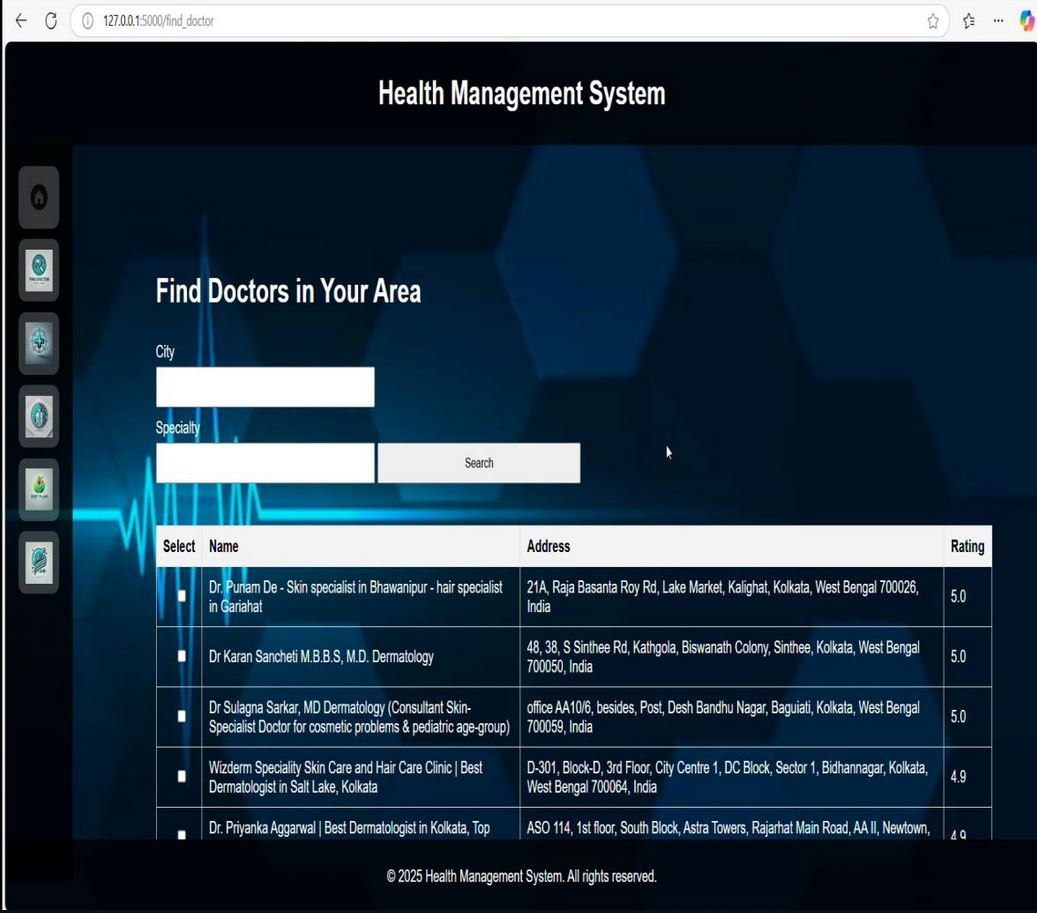 127.0.0.1:5000/find_doctor
Health Management System
FIND DOCTOR
Find Doctors in Your Area
City
Specialty
Search
DIET PLAN
Select Name Address Rating
Dr. Punam De - Skin specialist in Bhawanipur - hair specialist
in Gariahat
21A, Raja Basanta Roy Rd, Lake Market, Kalighat, Kolkata, West Bengal 700026,
India
5.0
Dr Karan Sancheti M.B.B.S, M.D. Dermatology
48, 38, S Sinthee Rd, Kathgola, Biswanath Colony, Sinthee, Kolkata, West Bengal
700050, India
5.0
Dr Sulagna Sarkar, MD Dermatology (Consultant Skin-
Specialist Doctor for cosmetic problems & pediatric age-group)
office AA10/6, besides, Post, Desh Bandhu Nagar, Baguiati, Kolkata, West Bengal
700059, India
5.0
Wizderm Speciality Skin Care and Hair Care Clinic | Best
Dermatologist in Salt Lake, Kolkata
D-301, Block-D, 3rd Floor, City Centre 1, DC Block, Sector 1, Bidhannagar, Kolkata,
West Bengal 700064, India
4.9
Dr. Priyanka Aggarwal | Best Dermatologist in Kolkata, Top
ASO 114, 1st floor, South Block, Astra Towers, Rajarhat Main Road, AA II, Newtown,
4.9
© 2025 Health Management System. All rights reserved.